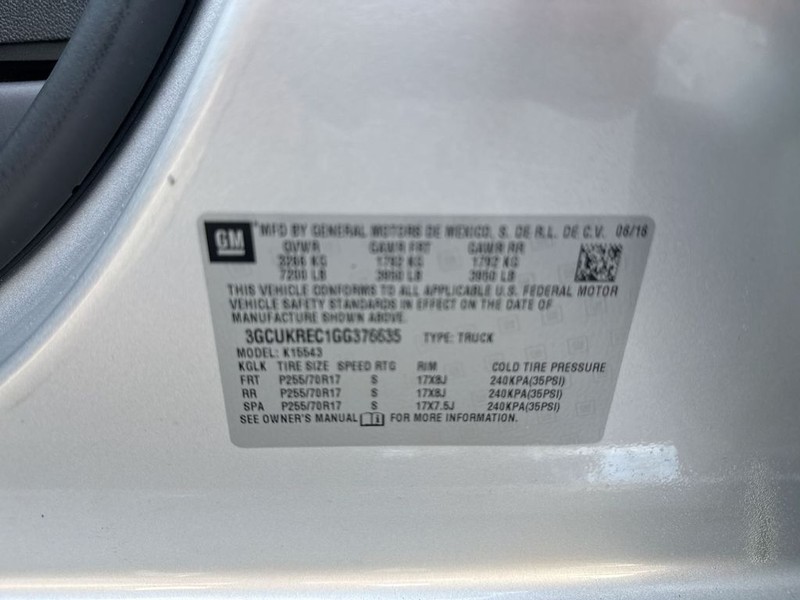 GM MFD BY GENERAL MOTORS DE MEXICO, S. DE R.L. DE C.V. 06/16
GVWR GAWR FRT GAWR RR
3266 KG 1792 KG 1792 KG
7200 LB 3950 LB 3950 LB
THIS VEHICLE CONFORMS TO ALL APPLICABLE U.S. FEDERAL MOTOR
VEHICLE SAFETY STANDARDS IN EFFECT ON THE DATE OF
MANUFACTURE SHOWN ABOVE.
3GCUKREC1GG376635 TYPE: TRUCK
MODEL: K15543
KGLK TIRE SIZE SPEED RTG RIM COLD TIRE PRESSURE
FRT P255/70R17 S 17X8J 240KPA(35PSI)
RR P255/70R17 S 17X8J 240KPA(35PSI)
SPA P255/70R17 S 17X7.5J 240KPA(35PSI)
SEE OWNER'S MANUAL FOR MORE INFORMATION.